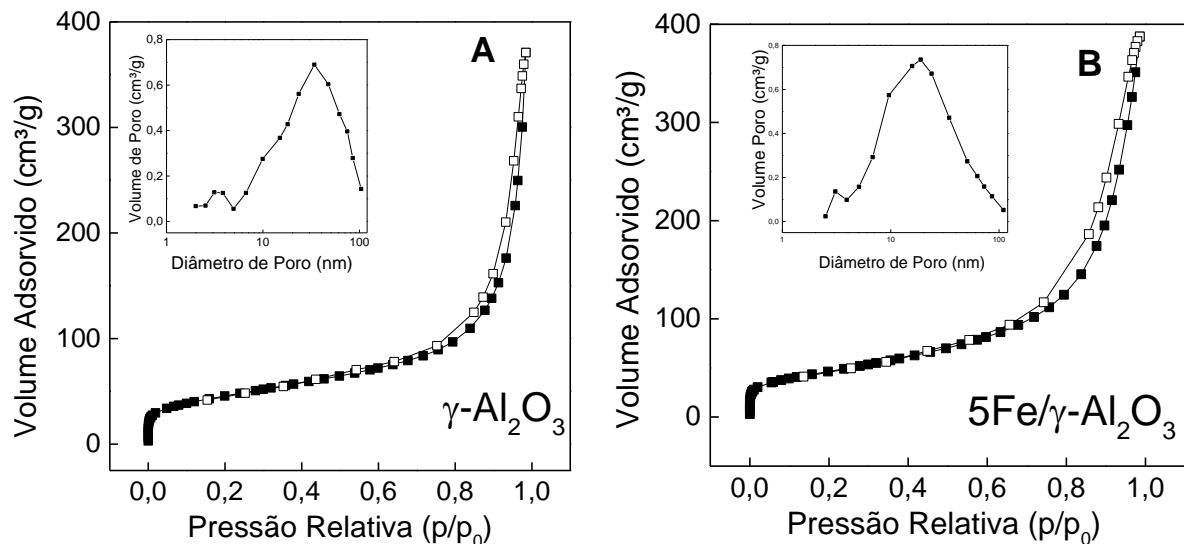 A
Volume Adsorvido (cm³/g)
400
300
200
100
0
0,0 0,2 0,4 0,6 0,8 1,0
Pressão Relativa (p/p₀)
γ-Al₂O₃
Volume de Poro (cm³/g)
0,8
0,6
0,4
0,2
0,0
1 10 100
Diâmetro de Poro (nm)
B
Volume Adsorvido (cm³/g)
400
300
200
100
0
0,0 0,2 0,4 0,6 0,8 1,0
Pressão Relativa (p/p₀)
5Fe/γ-Al₂O₃
Volume Poro (cm³/g)
0,8
0,6
0,4
0,2
0,0
1 10 100
Diâmetro de Poro (nm)